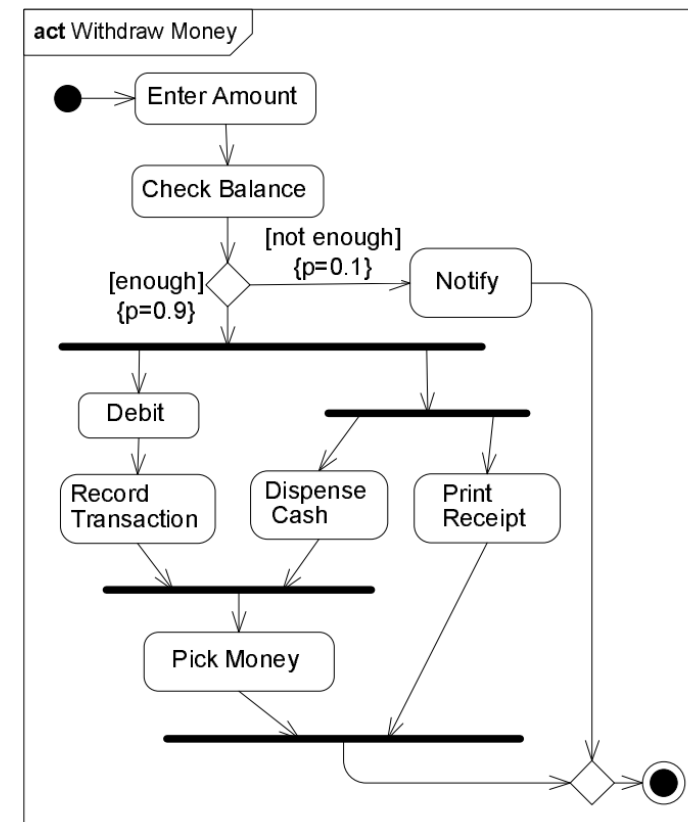 act Withdraw Money
Enter Amount
Check Balance
[not enough]
{p=0.1}
[enough]
{p=0.9}
Notify
Debit
Record
Transaction
Dispense
Cash
Print
Receipt
Pick Money